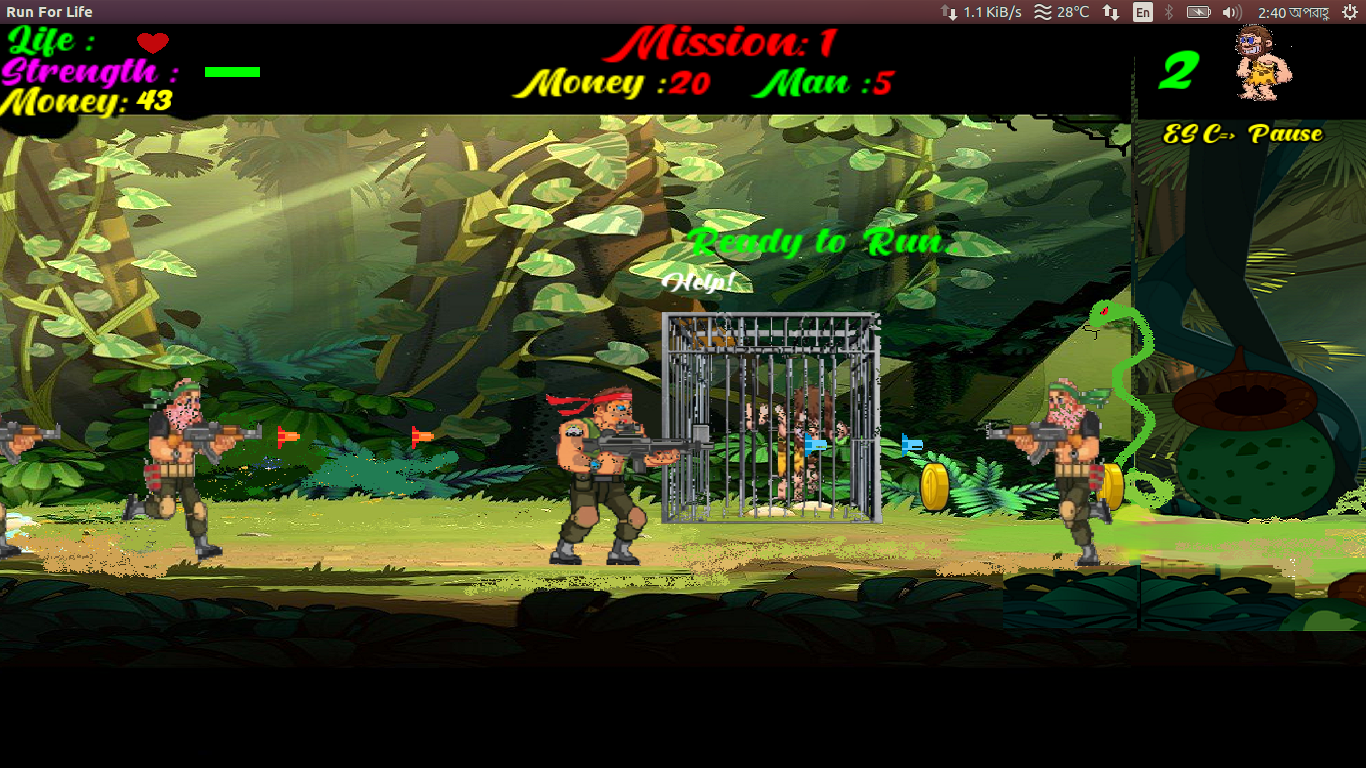 Run For Life
1.1 KiB/s 28°C En 2:40 অপরাহ্ণ
Life :
Strength :
Money: 43
Mission: 1
Money :20 Man :5
2
ESC=> Pause
Ready to Run.
Help!